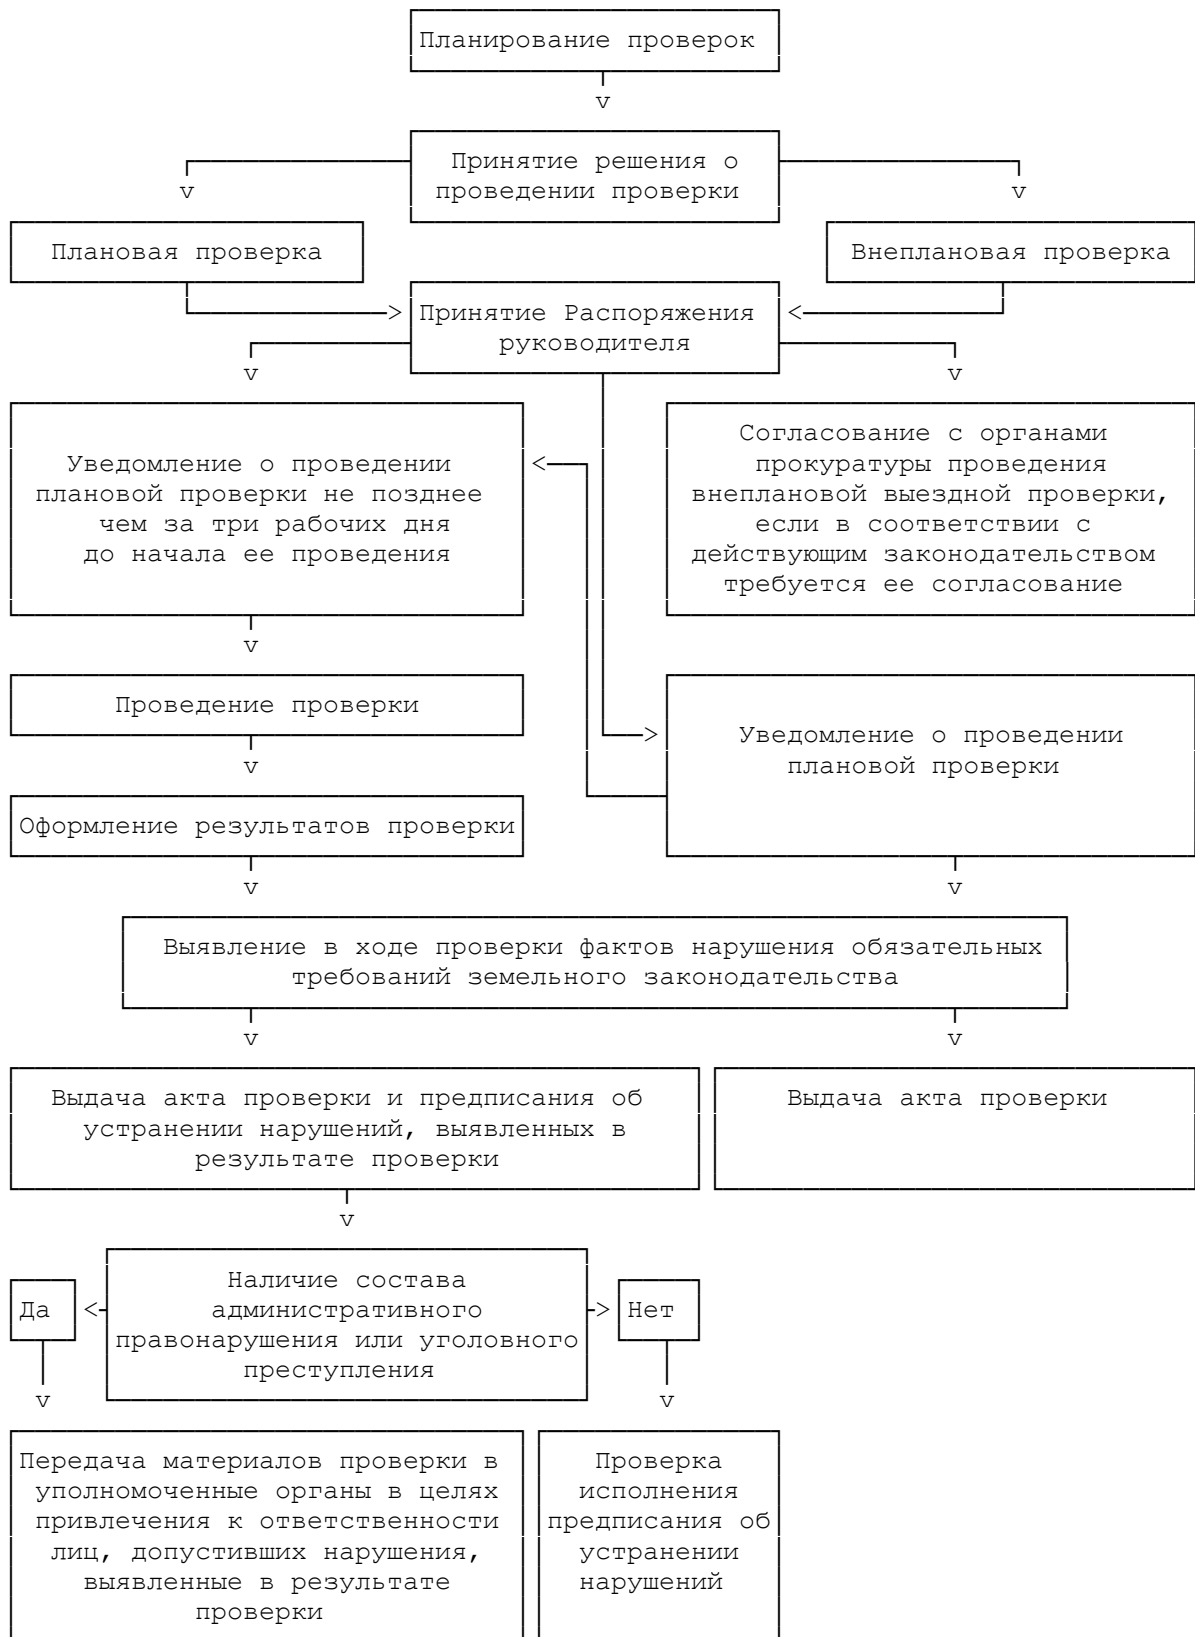 Планирование проверок
Принятие решения о
проведении проверки
Плановая проверка
Внеплановая проверка
Принятие Распоряжения
руководителя
Уведомление о проведении
плановой проверки не позднее
чем за три рабочих дня
до начала ее проведения
Согласование с органами
прокуратуры проведения
внеплановой выездной проверки,
если в соответствии с
действующим законодательством
требуется ее согласование
Проведение проверки
Уведомление о проведении
плановой проверки
Оформление результатов проверки
Выявление в ходе проверки фактов нарушения обязательных
требований земельного законодательства
Выдача акта проверки и предписания об
устранении нарушений, выявленных в
результате проверки
Выдача акта проверки
Наличие состава
административного
правонарушения или уголовного
преступления
Да
Нет
Передача материалов проверки в
уполномоченные органы в целях
привлечения к ответственности
лиц, допустивших нарушения,
выявленные в результате
проверки
Проверка
исполнения
предписания об
устранении
нарушений